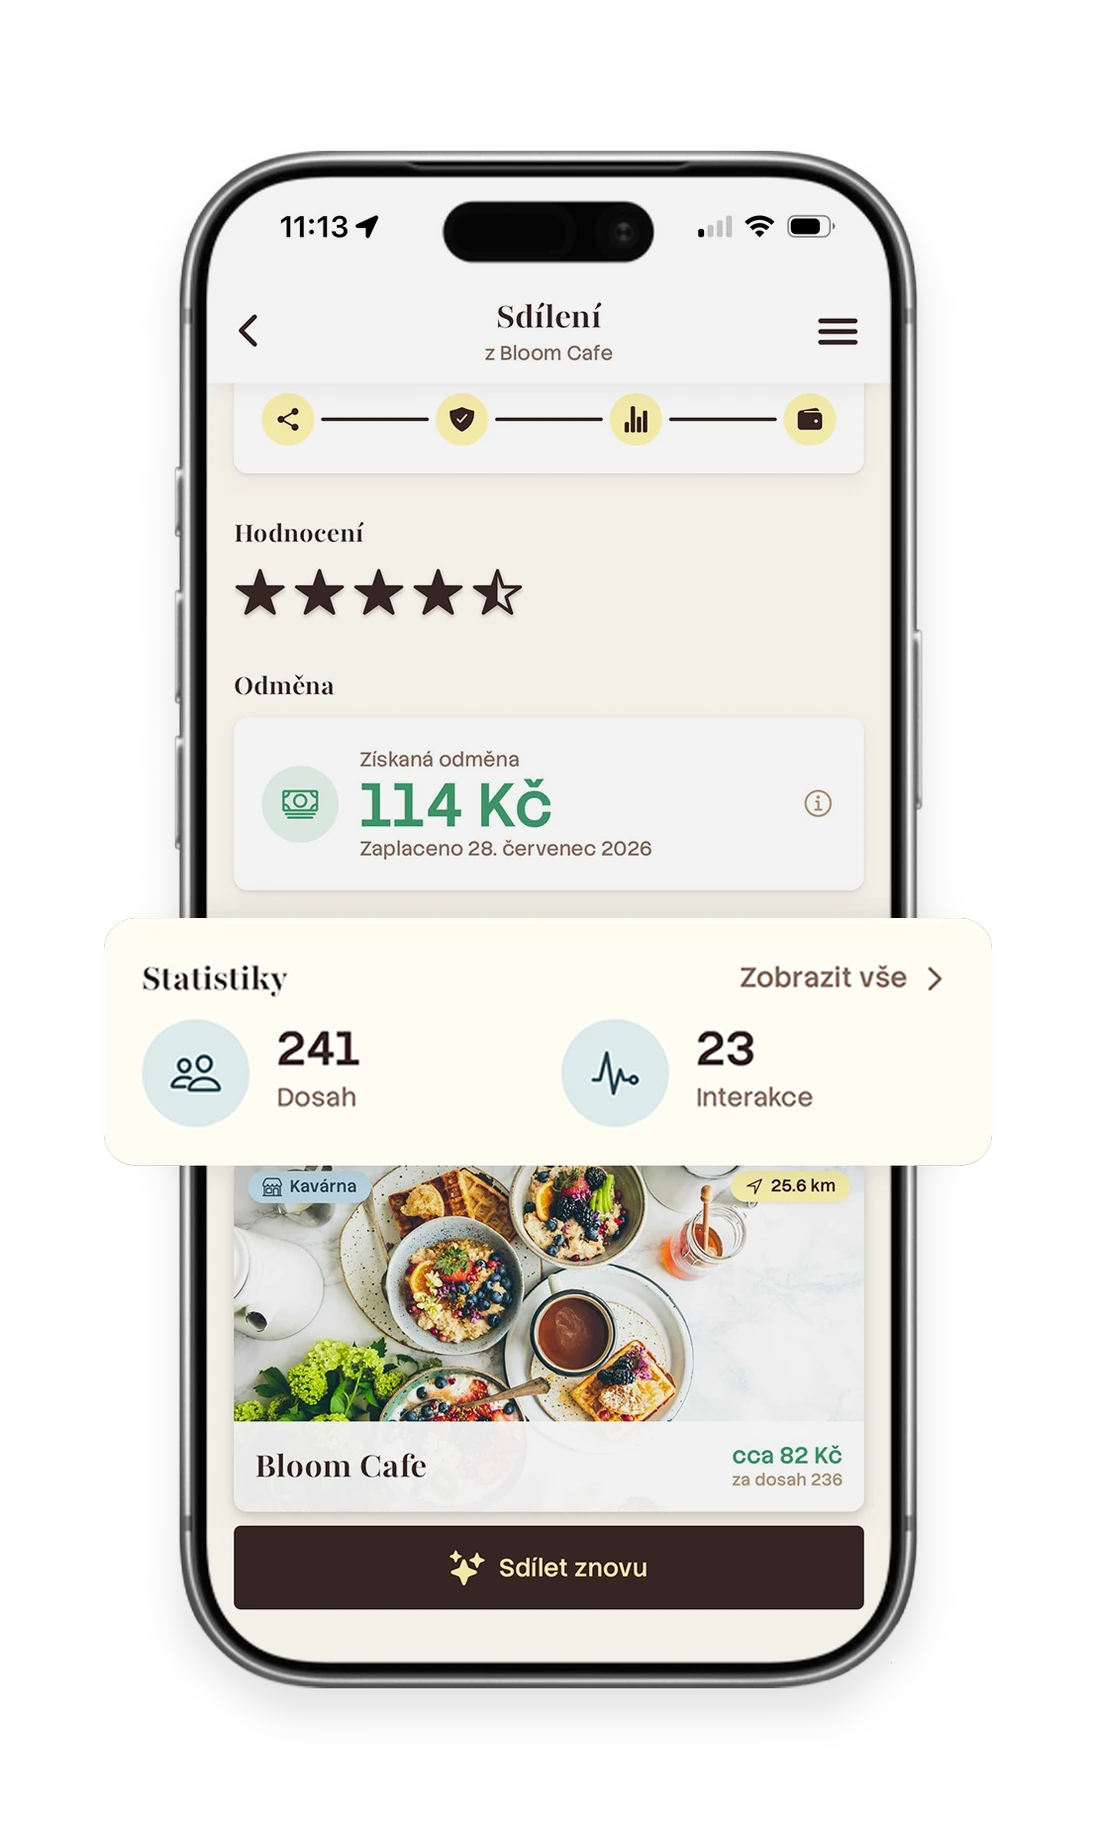 11:13
Sdílení
z Bloom Cafe
Hodnocení
Odměna
Získaná odměna
114 Kč
Zaplaceno 28. červenec 2026
Statistiky
Zobrazit vše
241
Dosah
23
Interakce
Kavárna
25.6 km
Bloom Cafe
cca 82 Kč
za dosah 236
Sdílet znovu